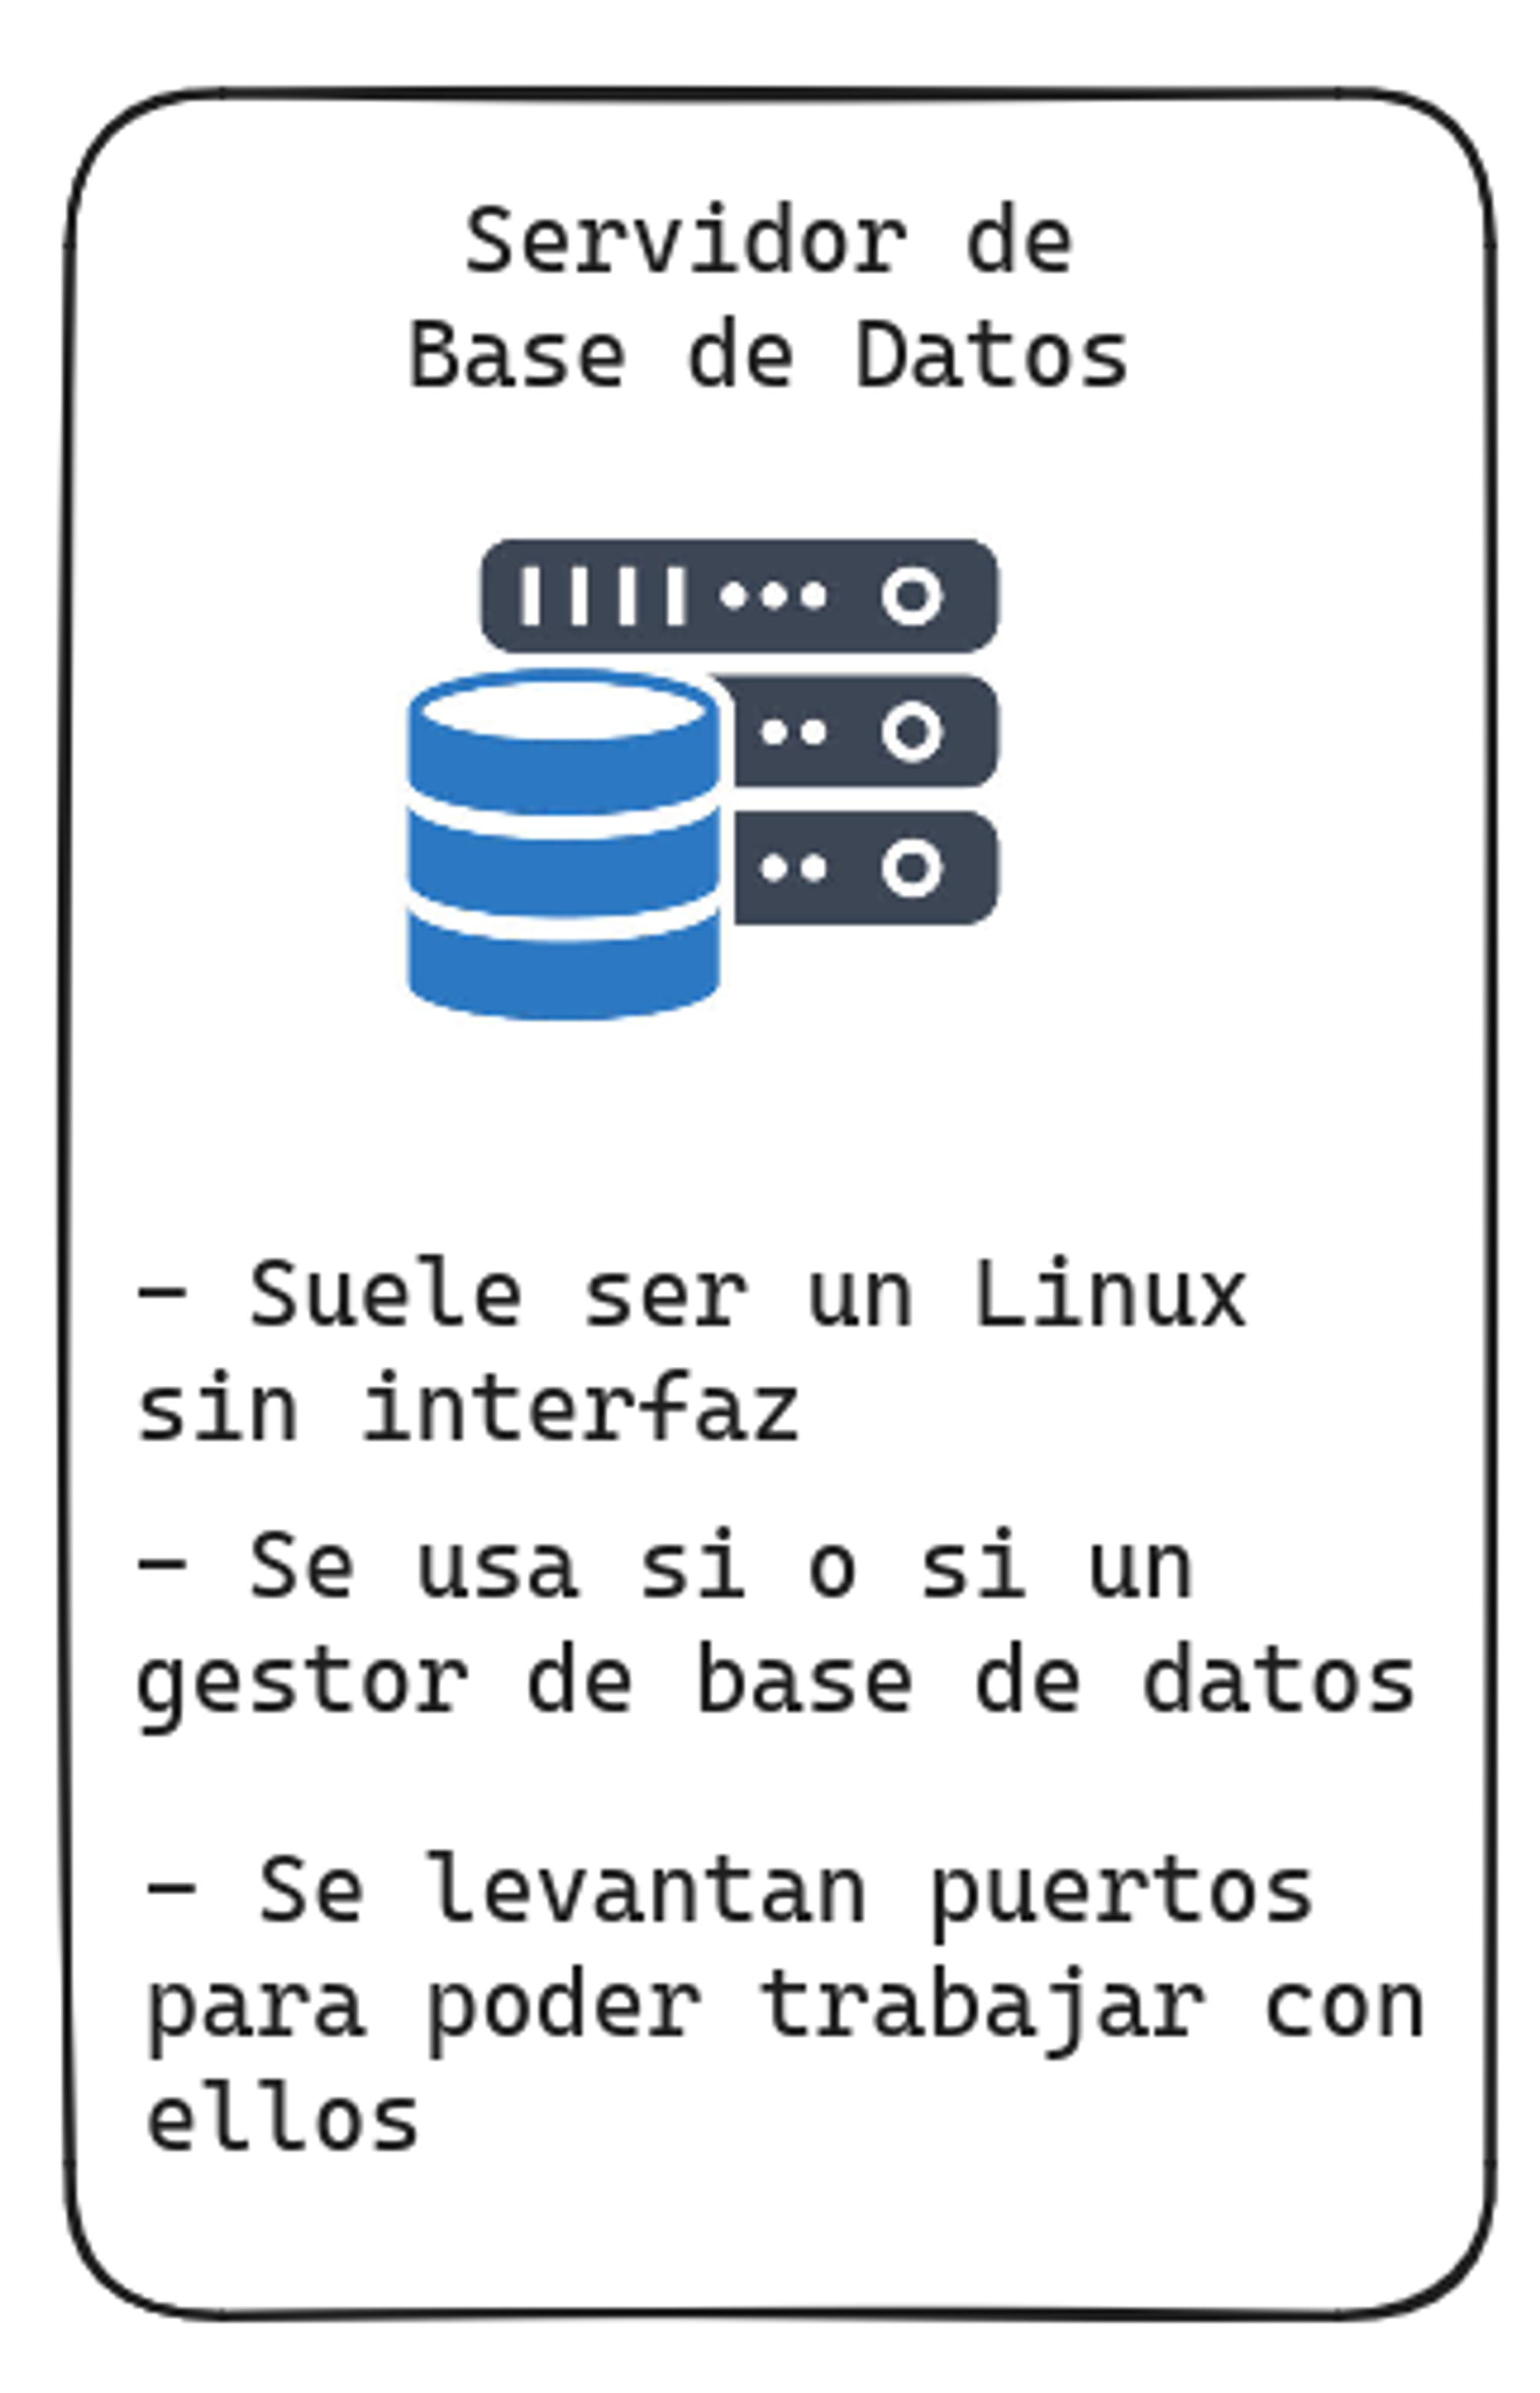 Servidor de
Base de Datos
- Suele ser un Linux
sin interfaz
- Se usa si o si un
gestor de base de datos
- Se levantan puertos
para poder trabajar con
ellos